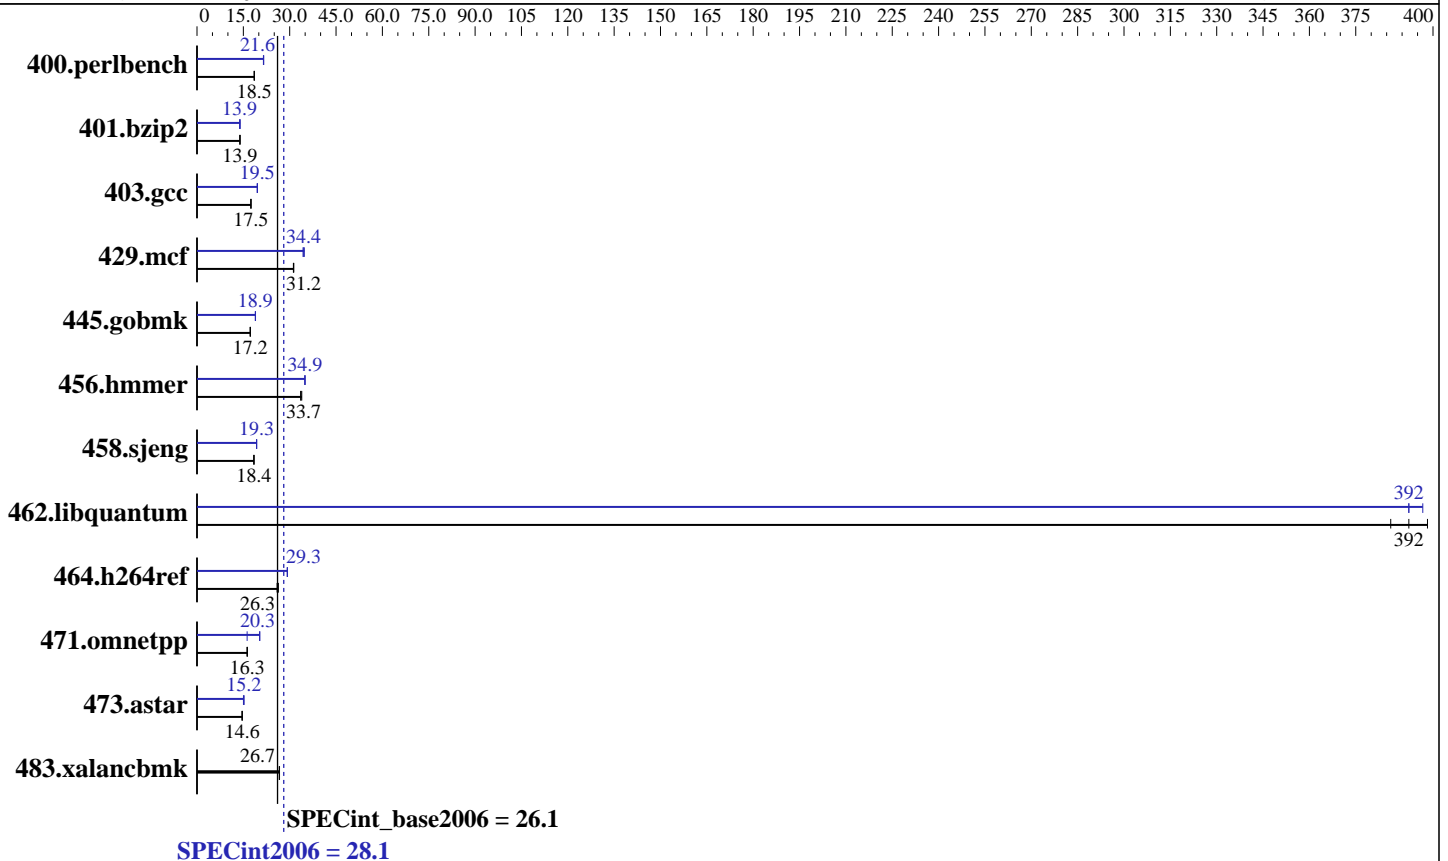 0 15.0 30.0 45.0 60.0 75.0 90.0 105 120 135 150 165 180 195 210 225 240 255 270 285 300 315 330 345 360 375 400
21.6
400.perlbench
18.5
13.9
401.bzip2
13.9
19.5
403.gcc
17.5
34.4
429.mcf
31.2
18.9
445.gobmk
17.2
34.9
456.hmmer
33.7
19.3
458.sjeng
18.4
392
462.libquantum
392
29.3
464.h264ref
26.3
20.3
471.omnetpp
16.3
15.2
473.astar
14.6
26.7
483.xalancbmk
SPECint_base2006 = 26.1
SPECint2006 = 28.1